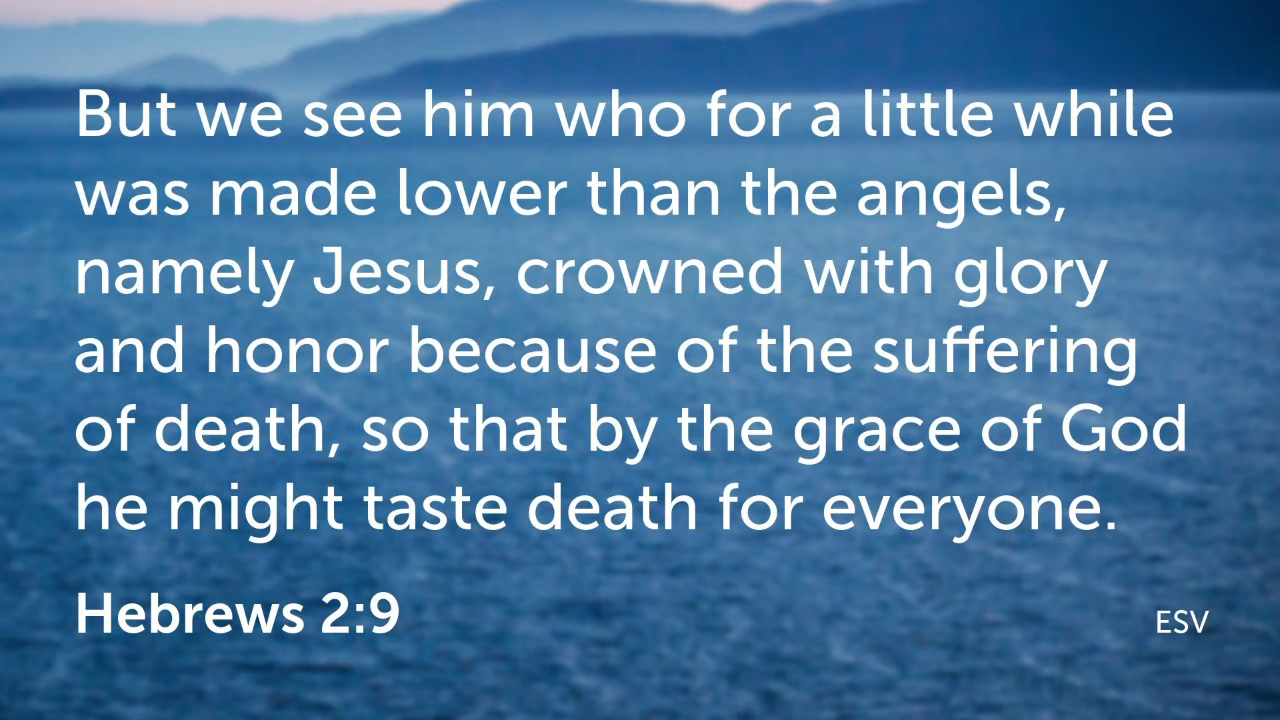 But we see him who for a little while
was made lower than the angels,
namely Jesus, crowned with glory
and honor because of the suffering
of death, so that by the grace of God
he might taste death for everyone.
Hebrews 2:9
ESV